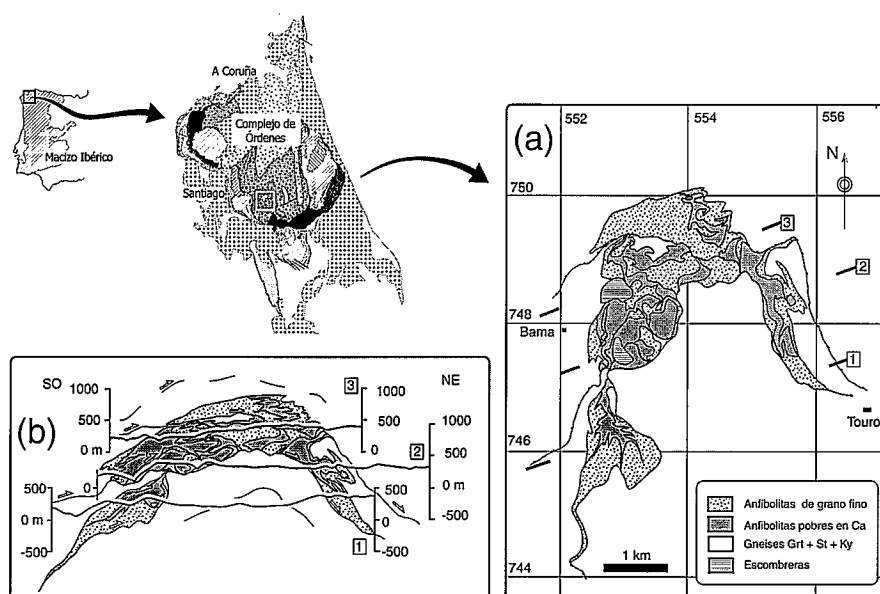 A Coruña
Complejo de
Órdenes
Macizo Ibérico
Santiago
(a)
552
554
556
N
750
748
746
744
3
2
1
Bama
Touro
1 km
Anfibolitas de grano fino
Anfibolitas pobres en Ca
Gneises Grt + St + Ky
Escombreras
(b)
SO
NE
1000
500
0 m
3
1000
500
0
2
1000
500
0 m
-500
0
500
0 m
-500
500
0
-500
1